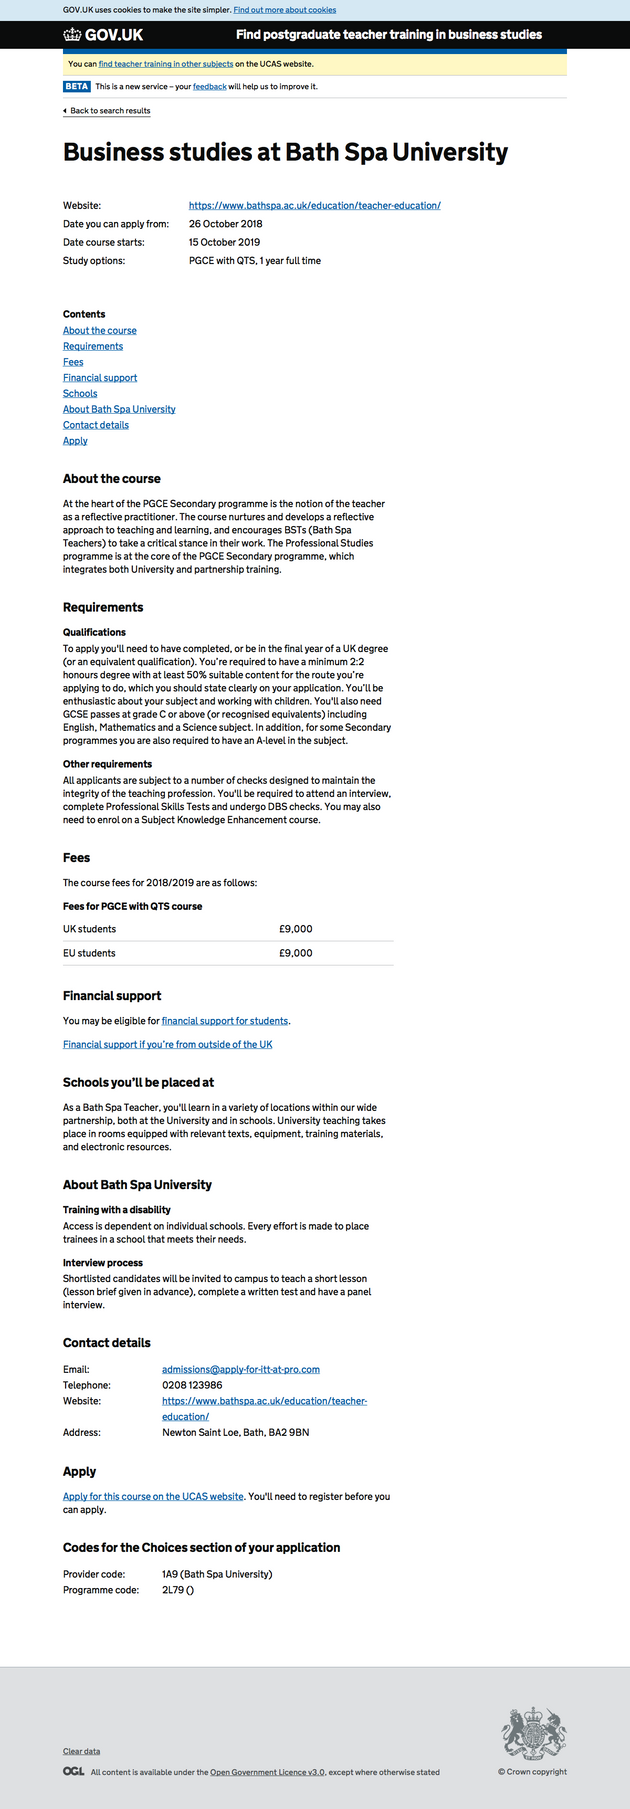 GOV.UK uses cookies to make the site simpler. Find out more about cookies
GOV.UK
Find postgraduate teacher training in business studies
You can find teacher training in other subjects on the UCAS website.
BETA This is a new service – your feedback will help us to improve it.
Back to search results
Business studies at Bath Spa University
Website: https://www.bathspa.ac.uk/education/teacher-education/
Date you can apply from: 26 October 2018
Date course starts: 15 October 2019
Study options: PGCE with QTS, 1 year full time
Contents
About the course
Requirements
Fees
Financial support
Schools
About Bath Spa University
Contact details
Apply
About the course
At the heart of the PGCE Secondary programme is the notion of the teacher
as a reflective practitioner. The course nurtures and develops a reflective
approach to teaching and learning, and encourages BSTs (Bath Spa
Teachers) to take a critical stance in their work. The Professional Studies
programme is at the core of the PGCE Secondary programme, which
integrates both University and partnership training.
Requirements
Qualifications
To apply you'll need to have completed, or be in the final year of a UK degree
(or an equivalent qualification). You're required to have a minimum 2:2
honours degree with at least 50% suitable content for the route you're
applying to do, which you should state clearly on your application. You'll be
enthusiastic about your subject and working with children. You'll also need
GCSE passes at grade C or above (or recognised equivalents) including
English, Mathematics and a Science subject. In addition, for some Secondary
programmes you are also required to have an A-level in the subject.
Other requirements
All applicants are subject to a number of checks designed to maintain the
integrity of the teaching profession. You'll be required to attend an interview,
complete Professional Skills Tests and undergo DBS checks. You may also
need to enrol on a Subject Knowledge Enhancement course.
Fees
The course fees for 2018/2019 are as follows:
Fees for PGCE with QTS course
UK students £9,000
EU students £9,000
Financial support
You may be eligible for financial support for students.
Financial support if you're from outside of the UK
Schools you'll be placed at
As a Bath Spa Teacher, you'll learn in a variety of locations within our wide
partnership, both at the University and in schools. University teaching takes
place in rooms equipped with relevant texts, equipment, training materials,
and electronic resources.
About Bath Spa University
Training with a disability
Access is dependent on individual schools. Every effort is made to place
trainees in a school that meets their needs.
Interview process
Shortlisted candidates will be invited to campus to teach a short lesson
(lesson brief given in advance), complete a written test and have a panel
interview.
Contact details
Email: admissions@apply-for-itt-at-pro.com
Telephone: 0208 123986
Website: https://www.bathspa.ac.uk/education/teacher-
education/
Address: Newton Saint Loe, Bath, BA2 9BN
Apply
Apply for this course on the UCAS website. You'll need to register before you
can apply.
Codes for the Choices section of your application
Provider code: 1A9 (Bath Spa University)
Programme code: 2L79 ()
Clear data
OGL All content is available under the Open Government Licence v3.0, except where otherwise stated
© Crown copyright